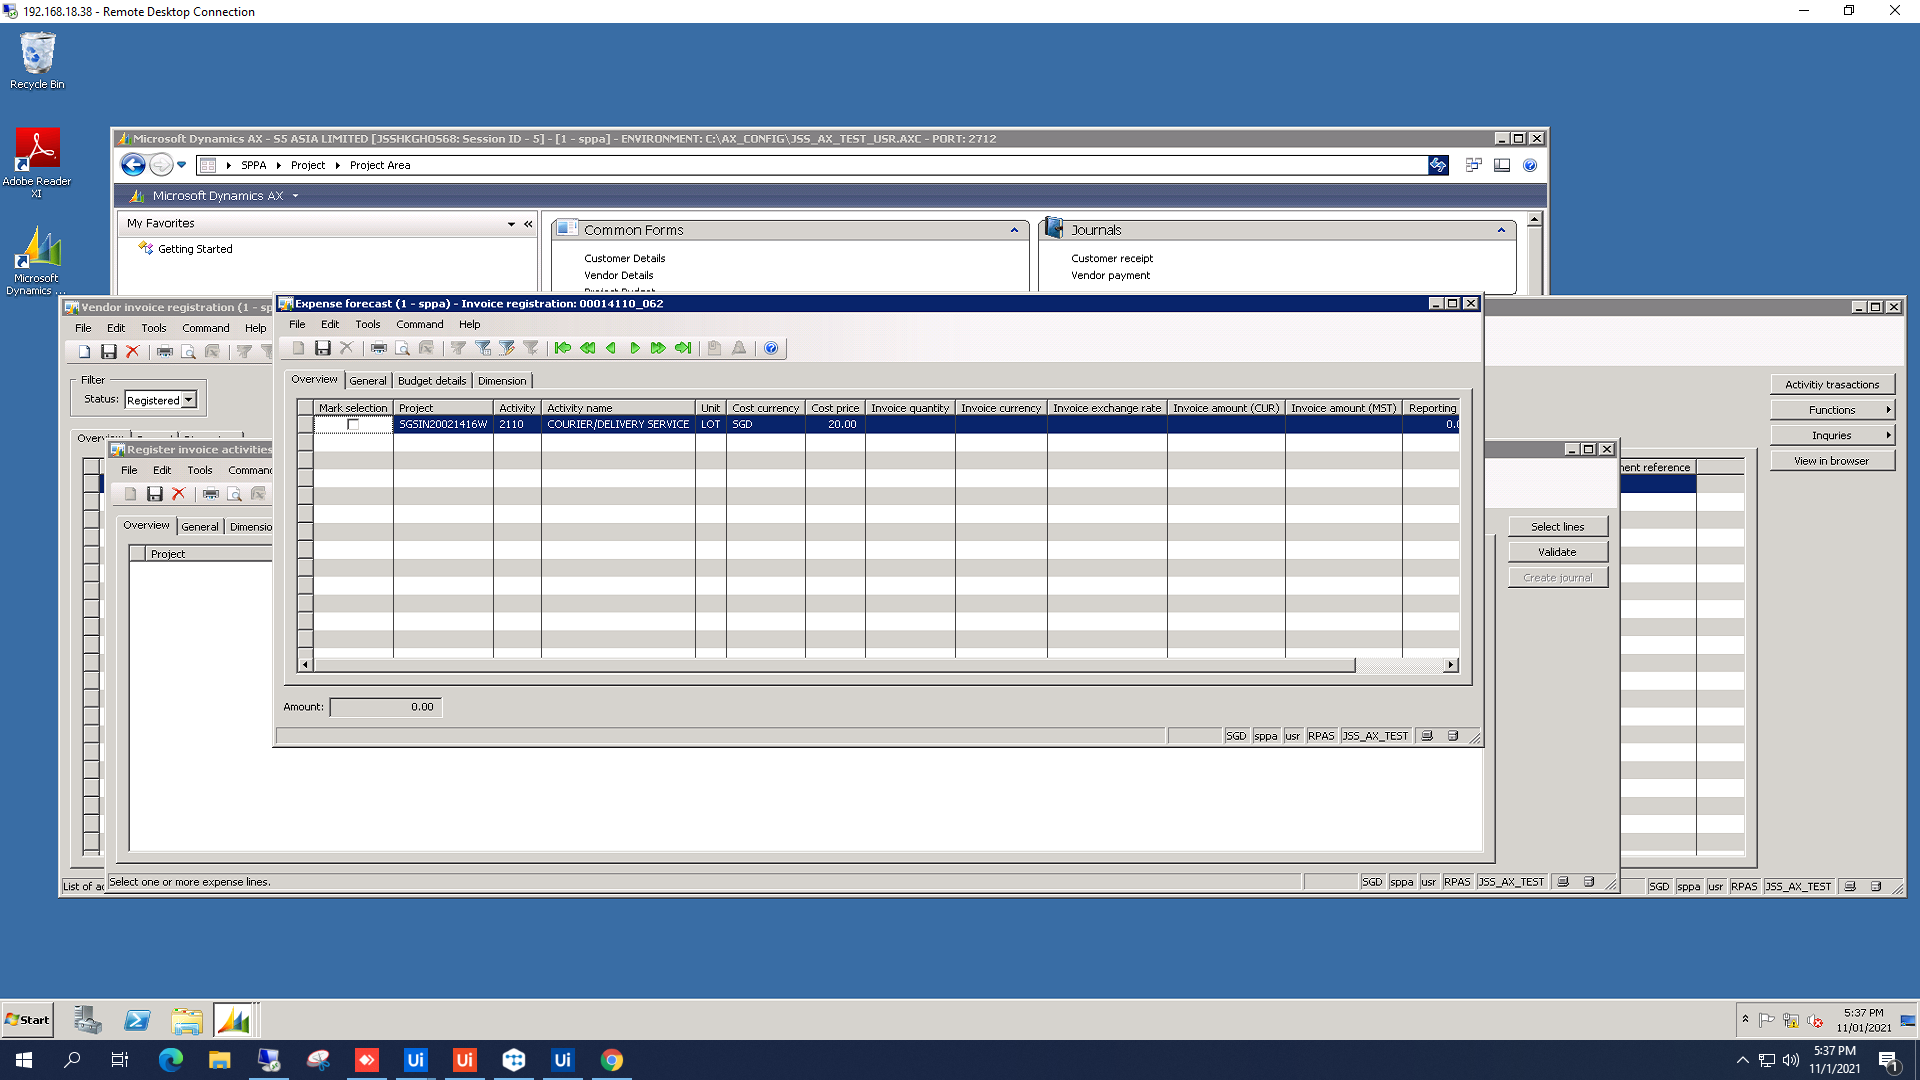 192.168.18.38 - Remote Desktop Connection
Recycle Bin
Adobe Reader
XI
Microsoft
Dynamics ...
Microsoft Dynamics AX - S5 ASIA LIMITED [JSSHKGHOS68: Session ID - 5] - [1 - sppa] - ENVIRONMENT: C:\AX_CONFIG\JSS_AX_TEST_USR.AXC - PORT: 2712
SPPA Project Project Area
Microsoft Dynamics AX
My Favorites
Getting Started
Common Forms
Customer Details
Vendor Details
Journals
Customer receipt
Vendor payment
Vendor invoice registration (1 - sp
File Edit Tools Command Help
Filter
Status: Registered
Overview
List of ac
Activitiy trasactions
Functions
Inquries
View in browser
ent reference
SGD sppa usr RPAS JSS_AX_TEST
Register invoice activities
File Edit Tools Comman
Overview General Dimensio
Project
Select lines
Validate
Create journal
Select one or more expense lines.
SGD sppa usr RPAS JSS_AX_TEST
Expense forecast (1 - sppa) - Invoice registration: 00014110_062
File Edit Tools Command Help
Overview General Budget details Dimension
Mark selection Project Activity Activity name Unit Cost currency Cost price Invoice quantity Invoice currency Invoice exchange rate Invoice amount (CUR) Invoice amount (MST) Reporting
SGSIN20021416W 2110 COURIER/DELIVERY SERVICE LOT SGD 20.00 0.0
Amount: 0.00
SGD sppa usr RPAS JSS_AX_TEST
Start
5:37 PM
11/01/2021
Ui Ui Ui
5:37 PM
11/1/2021
1